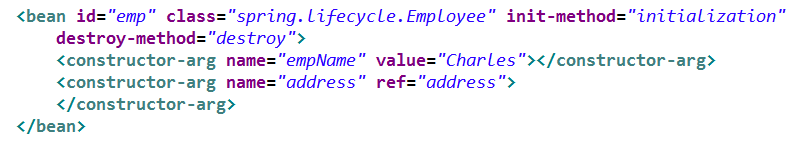 <bean id="emp" class="spring.lifecycle.Employee" init-method="initialization"
destroy-method="destroy">
<constructor-arg name="empName" value="Charles"></constructor-arg>
<constructor-arg name="address" ref="address">
</constructor-arg>
</bean>